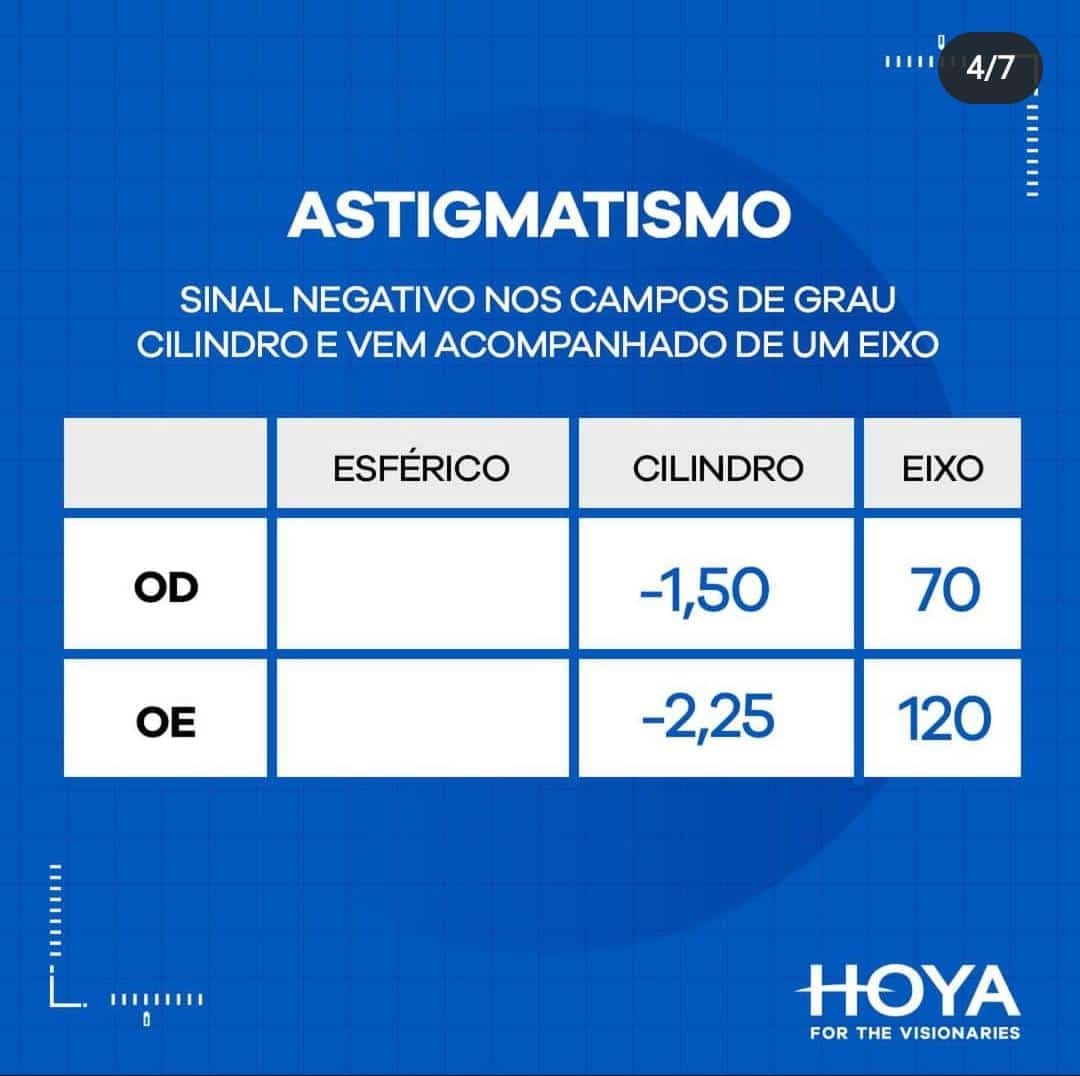 4/7
ASTIGMATISMO
SINAL NEGATIVO NOS CAMPOS DE GRAU
CILINDRO E VEM ACOMPANHADO DE UM EIXO
ESFÉRICO CILINDRO EIXO
OD -1,50 70
OE -2,25 120
HOYA
FOR THE VISIONARIES